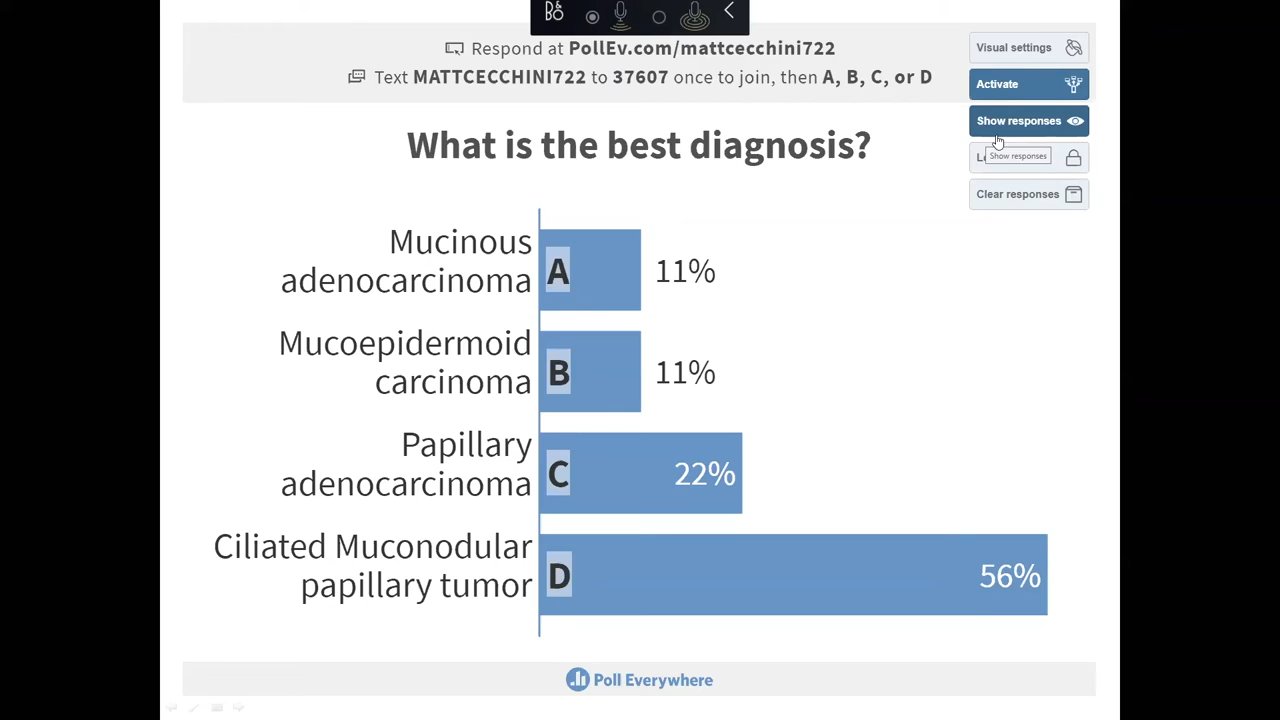 B&O
Respond at PollEv.com/mattcecchini722
Text MATTCECCHINI722 to 37607 once to join, then A, B, C, or D
Visual settings
Activate
Show responses
Show responses
Clear responses
What is the best diagnosis?
Mucinous
adenocarcinoma
A
11%
Mucoepidermoid
carcinoma
B
11%
Papillary
adenocarcinoma
C
22%
Ciliated Muconodular
papillary tumor
D
56%
Poll Everywhere